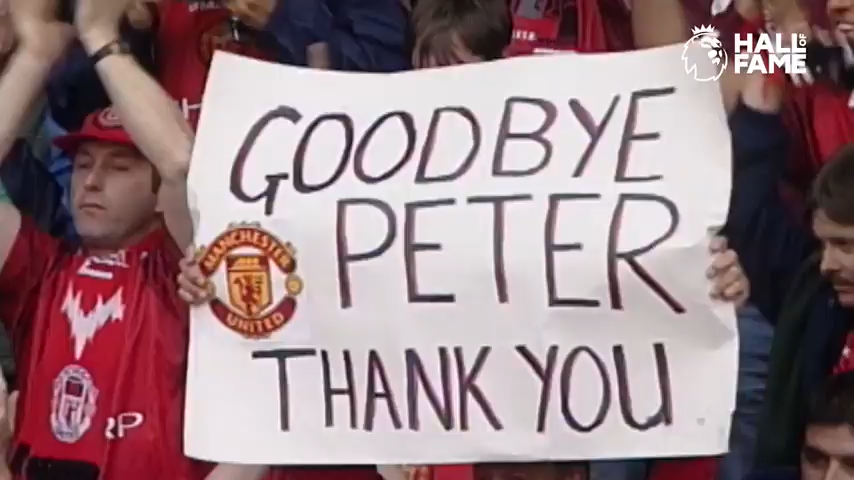 HALL OF FAME
GOODBYE
PETER
MANCHESTER
UNITED
THANK YOU